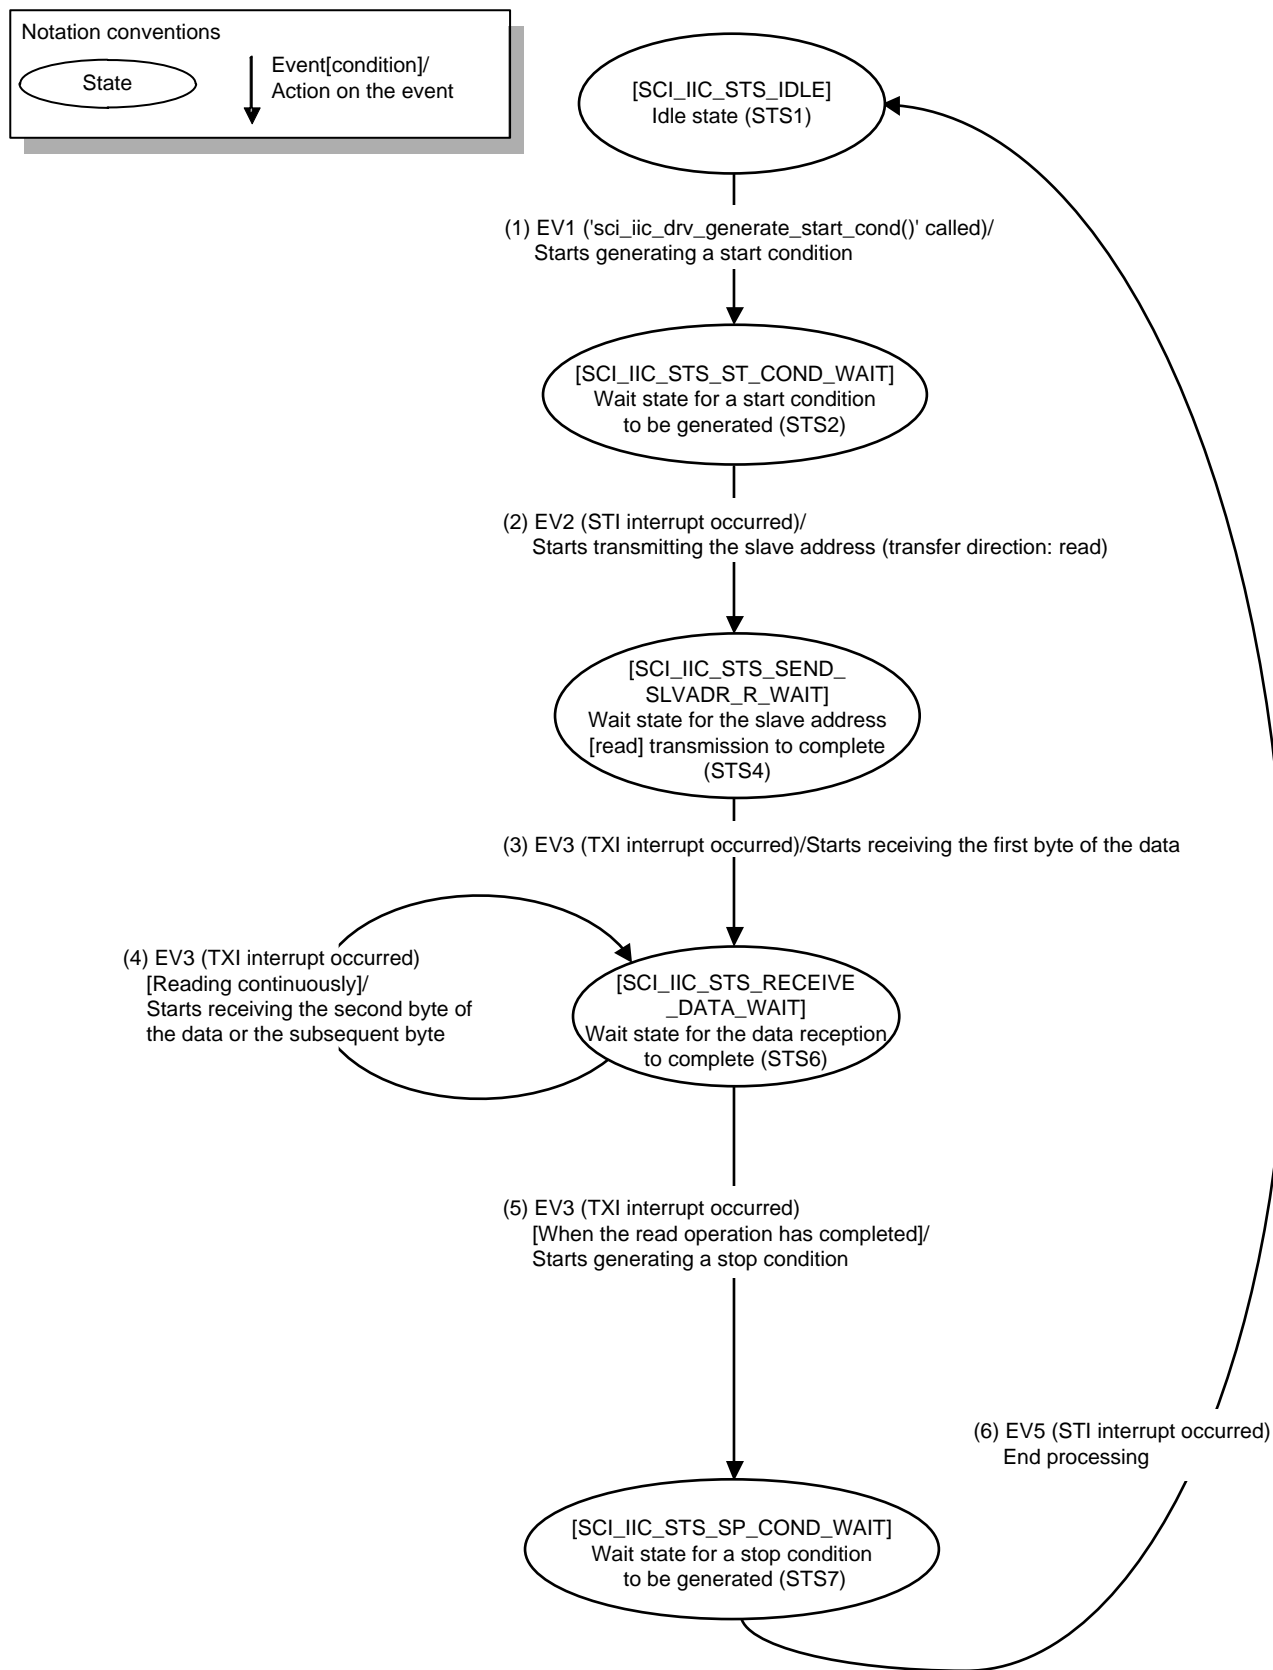 Notation conventions
State
Event[condition]/
Action on the event
[SCI_IIC_STS_IDLE]
Idle state (STS1)
(1) EV1 ('sci_iic_drv_generate_start_cond()' called)/
Starts generating a start condition
[SCI_IIC_STS_ST_COND_WAIT]
Wait state for a start condition
to be generated (STS2)
(2) EV2 (STI interrupt occurred)/
Starts transmitting the slave address (transfer direction: read)
[SCI_IIC_STS_SEND_
SLVADR_R_WAIT]
Wait state for the slave address
[read] transmission to complete
(STS4)
(3) EV3 (TXI interrupt occurred)/Starts receiving the first byte of the data
(4) EV3 (TXI interrupt occurred)
[Reading continuously]/
Starts receiving the second byte of
the data or the subsequent byte
[SCI_IIC_STS_RECEIVE
_DATA_WAIT]
Wait state for the data reception
to complete (STS6)
(5) EV3 (TXI interrupt occurred)
[When the read operation has completed]/
Starts generating a stop condition
(6) EV5 (STI interrupt occurred)
End processing
[SCI_IIC_STS_SP_COND_WAIT]
Wait state for a stop condition
to be generated (STS7)